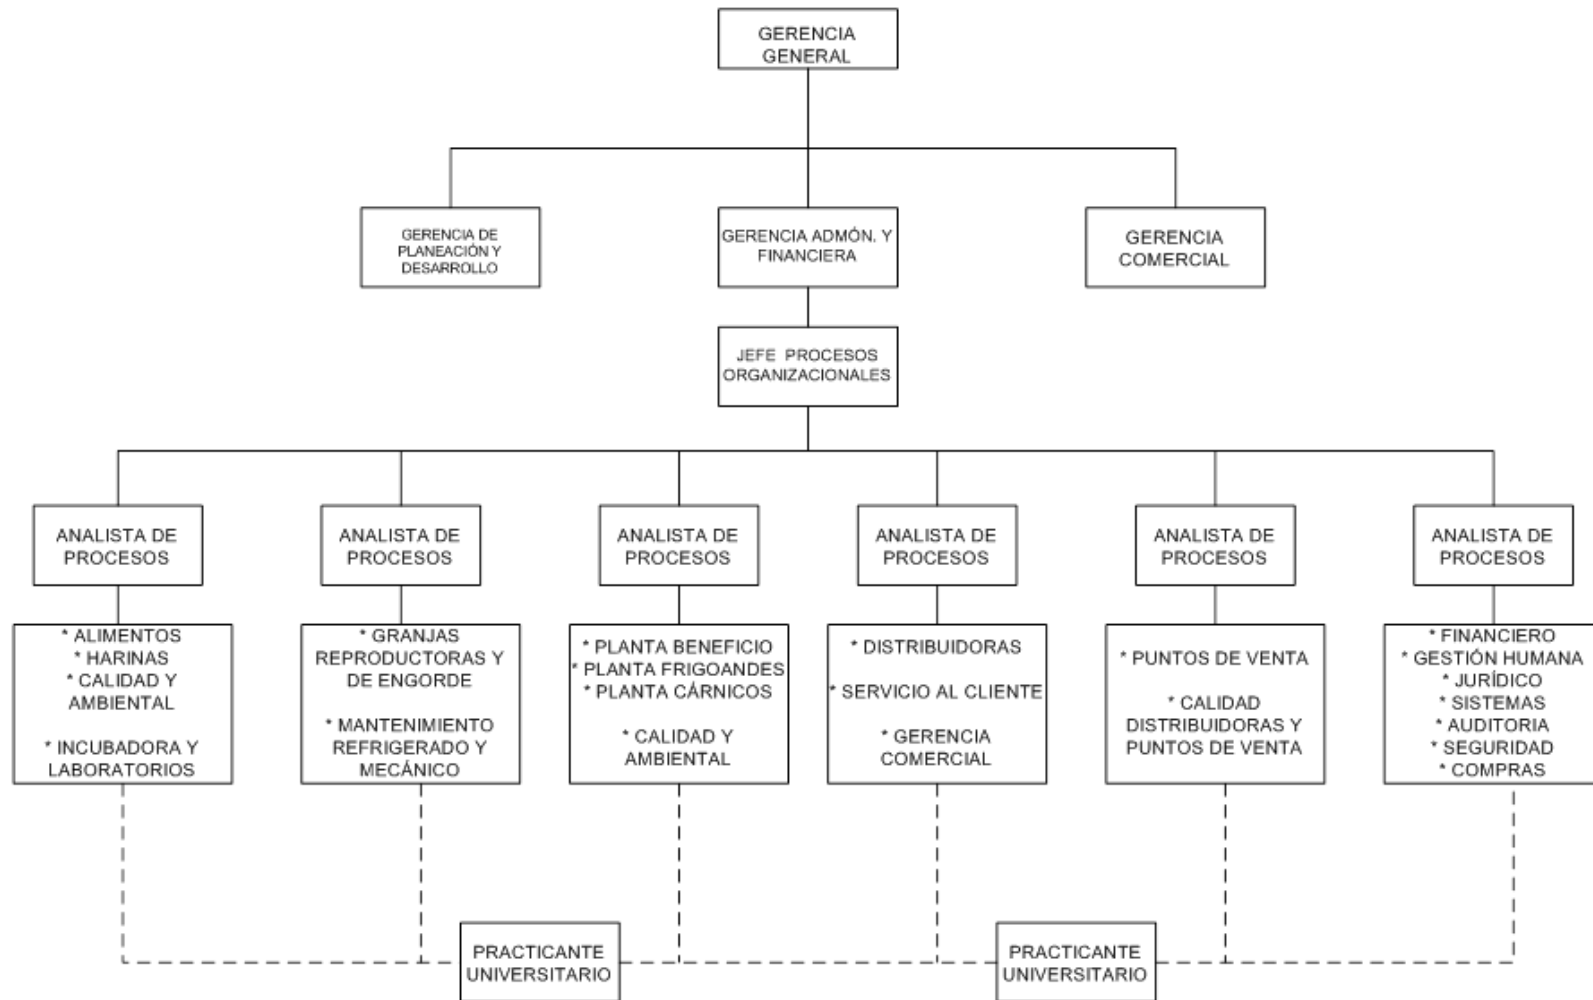 GERENCIA
GENERAL
GERENCIA DE
PLANEACIÓN Y
DESARROLLO
GERENCIA ADMÓN. Y
FINANCIERA
GERENCIA
COMERCIAL
JEFE PROCESOS
ORGANIZACIONALES
ANALISTA DE
PROCESOS
ANALISTA DE
PROCESOS
ANALISTA DE
PROCESOS
ANALISTA DE
PROCESOS
ANALISTA DE
PROCESOS
ANALISTA DE
PROCESOS
* ALIMENTOS
* HARINAS
* CALIDAD Y
AMBIENTAL
* INCUBADORA Y
LABORATORIOS
* GRANJAS
REPRODUCTORAS Y
DE ENGORDE
* MANTENIMIENTO
REFRIGERADO Y
MECÁNICO
* PLANTA BENEFICIO
* PLANTA FRIGOANDES
* PLANTA CÁRNICOS
* CALIDAD Y
AMBIENTAL
* DISTRIBUIDORAS
* SERVICIO AL CLIENTE
* GERENCIA
COMERCIAL
* PUNTOS DE VENTA
* CALIDAD
DISTRIBUIDORAS Y
PUNTOS DE VENTA
* FINANCIERO
* GESTIÓN HUMANA
* JURÍDICO
* SISTEMAS
* AUDITORIA
* SEGURIDAD
* COMPRAS
PRACTICANTE
UNIVERSITARIO
PRACTICANTE
UNIVERSITARIO